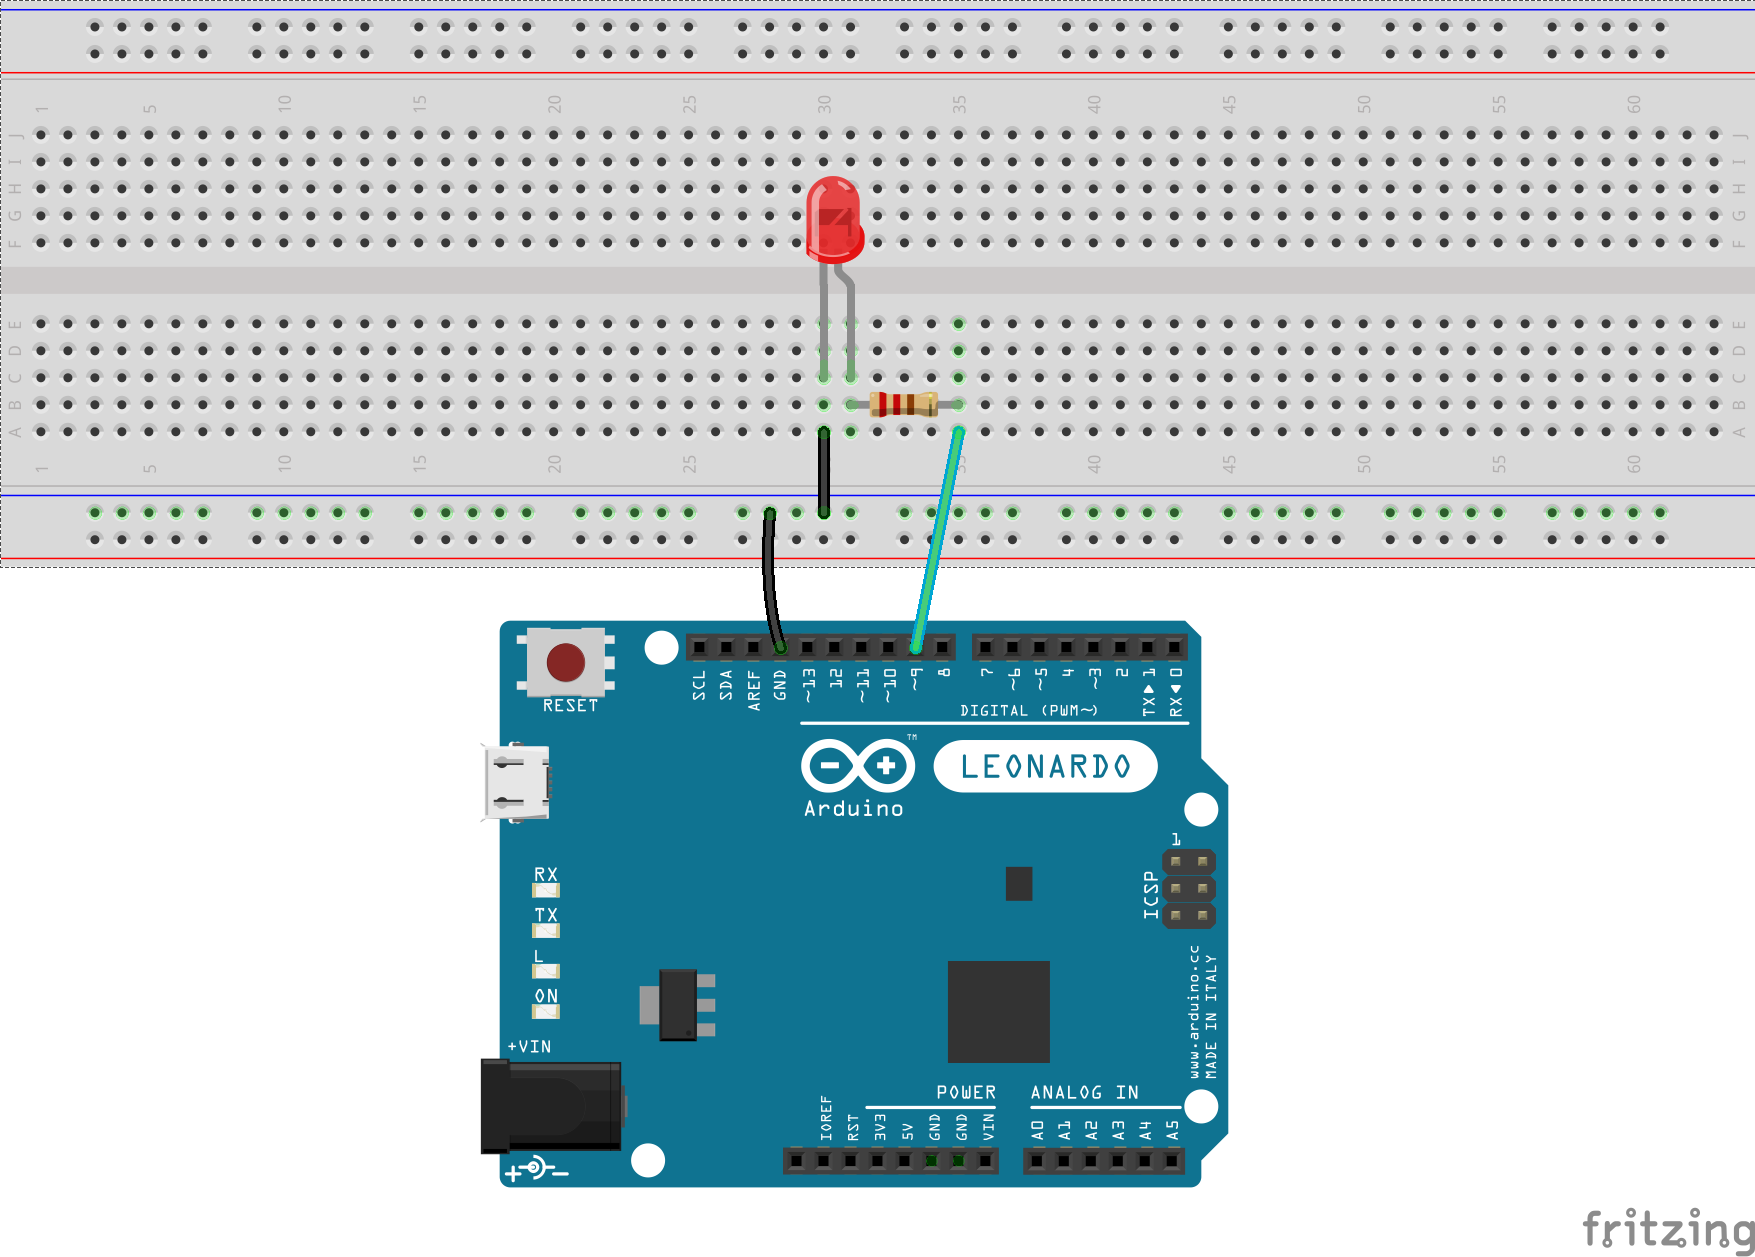 1 5 10 15 20 25 30 35 40 45 50 55 60
J J
I I
H H
G G
F F
E E
D D
C C
B B
A A
1 5 10 15 20 25 30 35 40 45 50 55 60
SCL SDA AREF GND ~13 12 ~11 ~10 ~9 8 7 ~6 ~5 4 ~3 2 TX▶1 RX◀0
RESET
DIGITAL (PWM~)
TM
LEONARDO
Arduino
1
ICSP
RX
TX
L
ON
www.arduino.cc
MADE IN ITALY
+VIN
POWER
ANALOG IN
IOREF RST 3V3 5V GND GND VIN A0 A1 A2 A3 A4 A5
fritzing